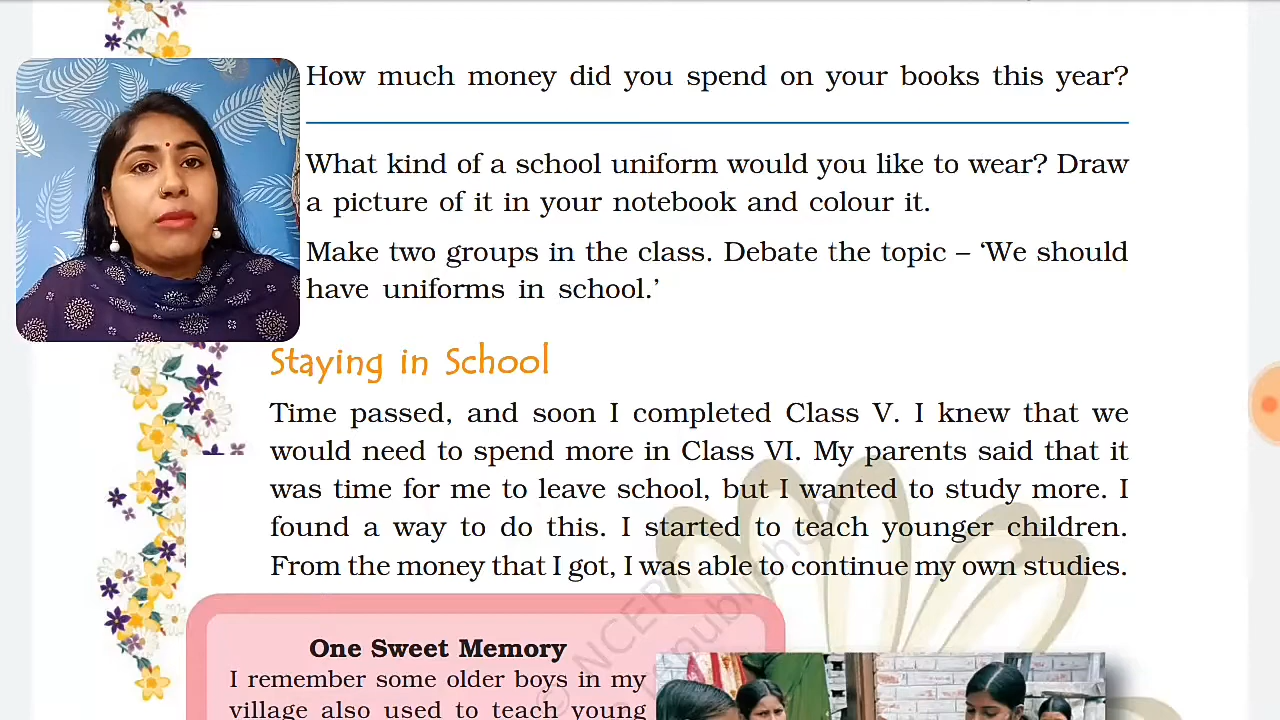 How much money did you spend on your books this year?
What kind of a school uniform would you like to wear? Draw
a picture of it in your notebook and colour it.
Make two groups in the class. Debate the topic – ‘We should
have uniforms in school.’
Staying in School
Time passed, and soon I completed Class V. I knew that we
would need to spend more in Class VI. My parents said that it
was time for me to leave school, but I wanted to study more. I
found a way to do this. I started to teach younger children.
From the money that I got, I was able to continue my own studies.
One Sweet Memory
I remember some older boys in my
village also used to teach young